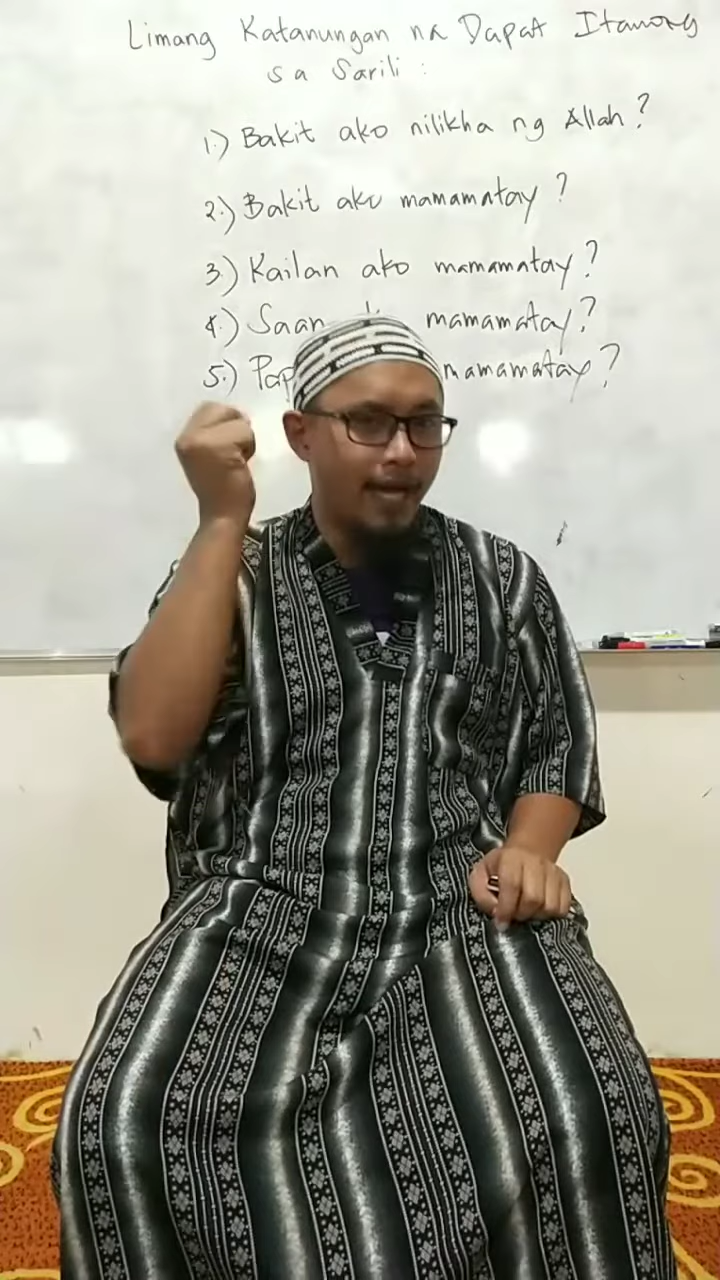 Limang Katanungan na Dapat Itanong
sa Sarili :
1.) Bakit ako nilikha ng Allah?
2.) Bakit ako mamamatay?
3.) Kailan ako mamamatay?
4.) Saan mamamatay?
5.) mamamatay?